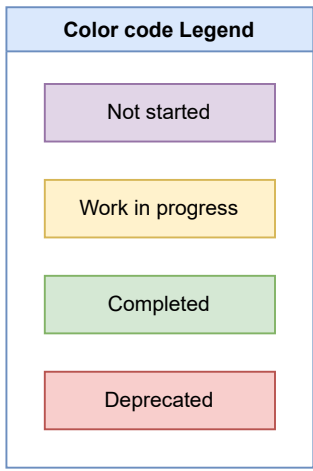 Color code Legend
Not started
Work in progress
Completed
Deprecated